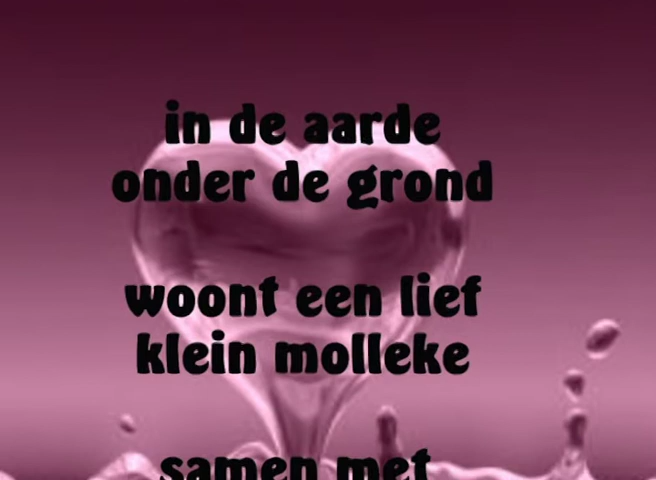 in de aarde
onder de grond
woont een lief
klein molleke
samen met